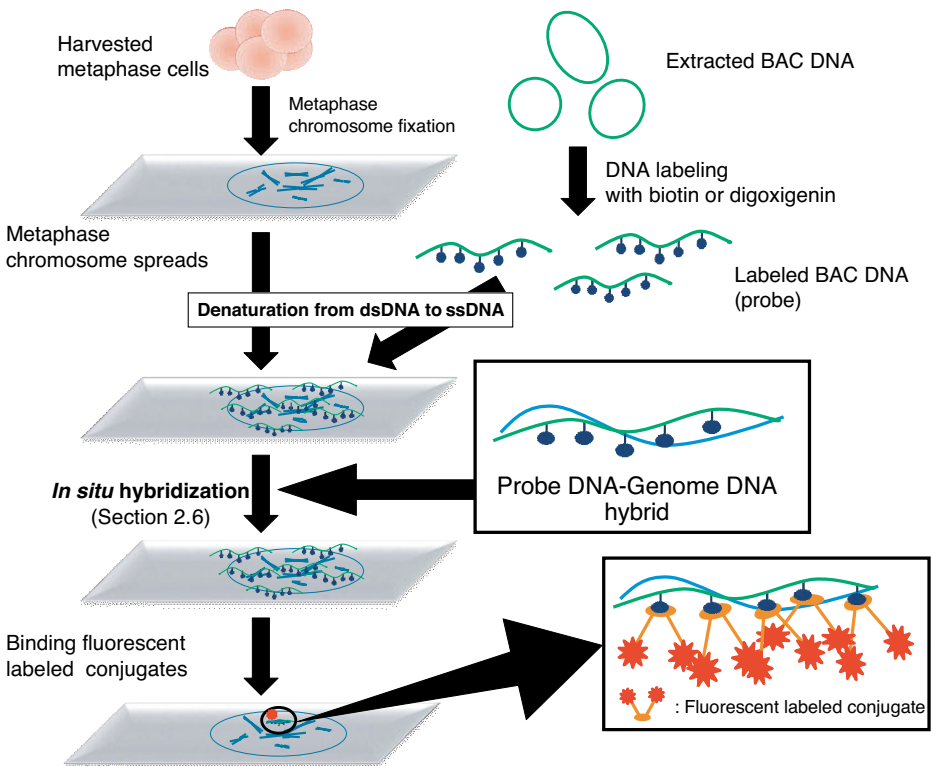 Harvested
metaphase cells
Extracted BAC DNA
Metaphase
chromosome fixation
DNA labeling
with biotin or digoxigenin
Metaphase
chromosome spreads
Labeled BAC DNA
(probe)
Denaturation from dsDNA to ssDNA
In situ hybridization
(Section 2.6)
Probe DNA-Genome DNA
hybrid
Binding fluorescent
labeled conjugates
: Fluorescent labeled conjugate